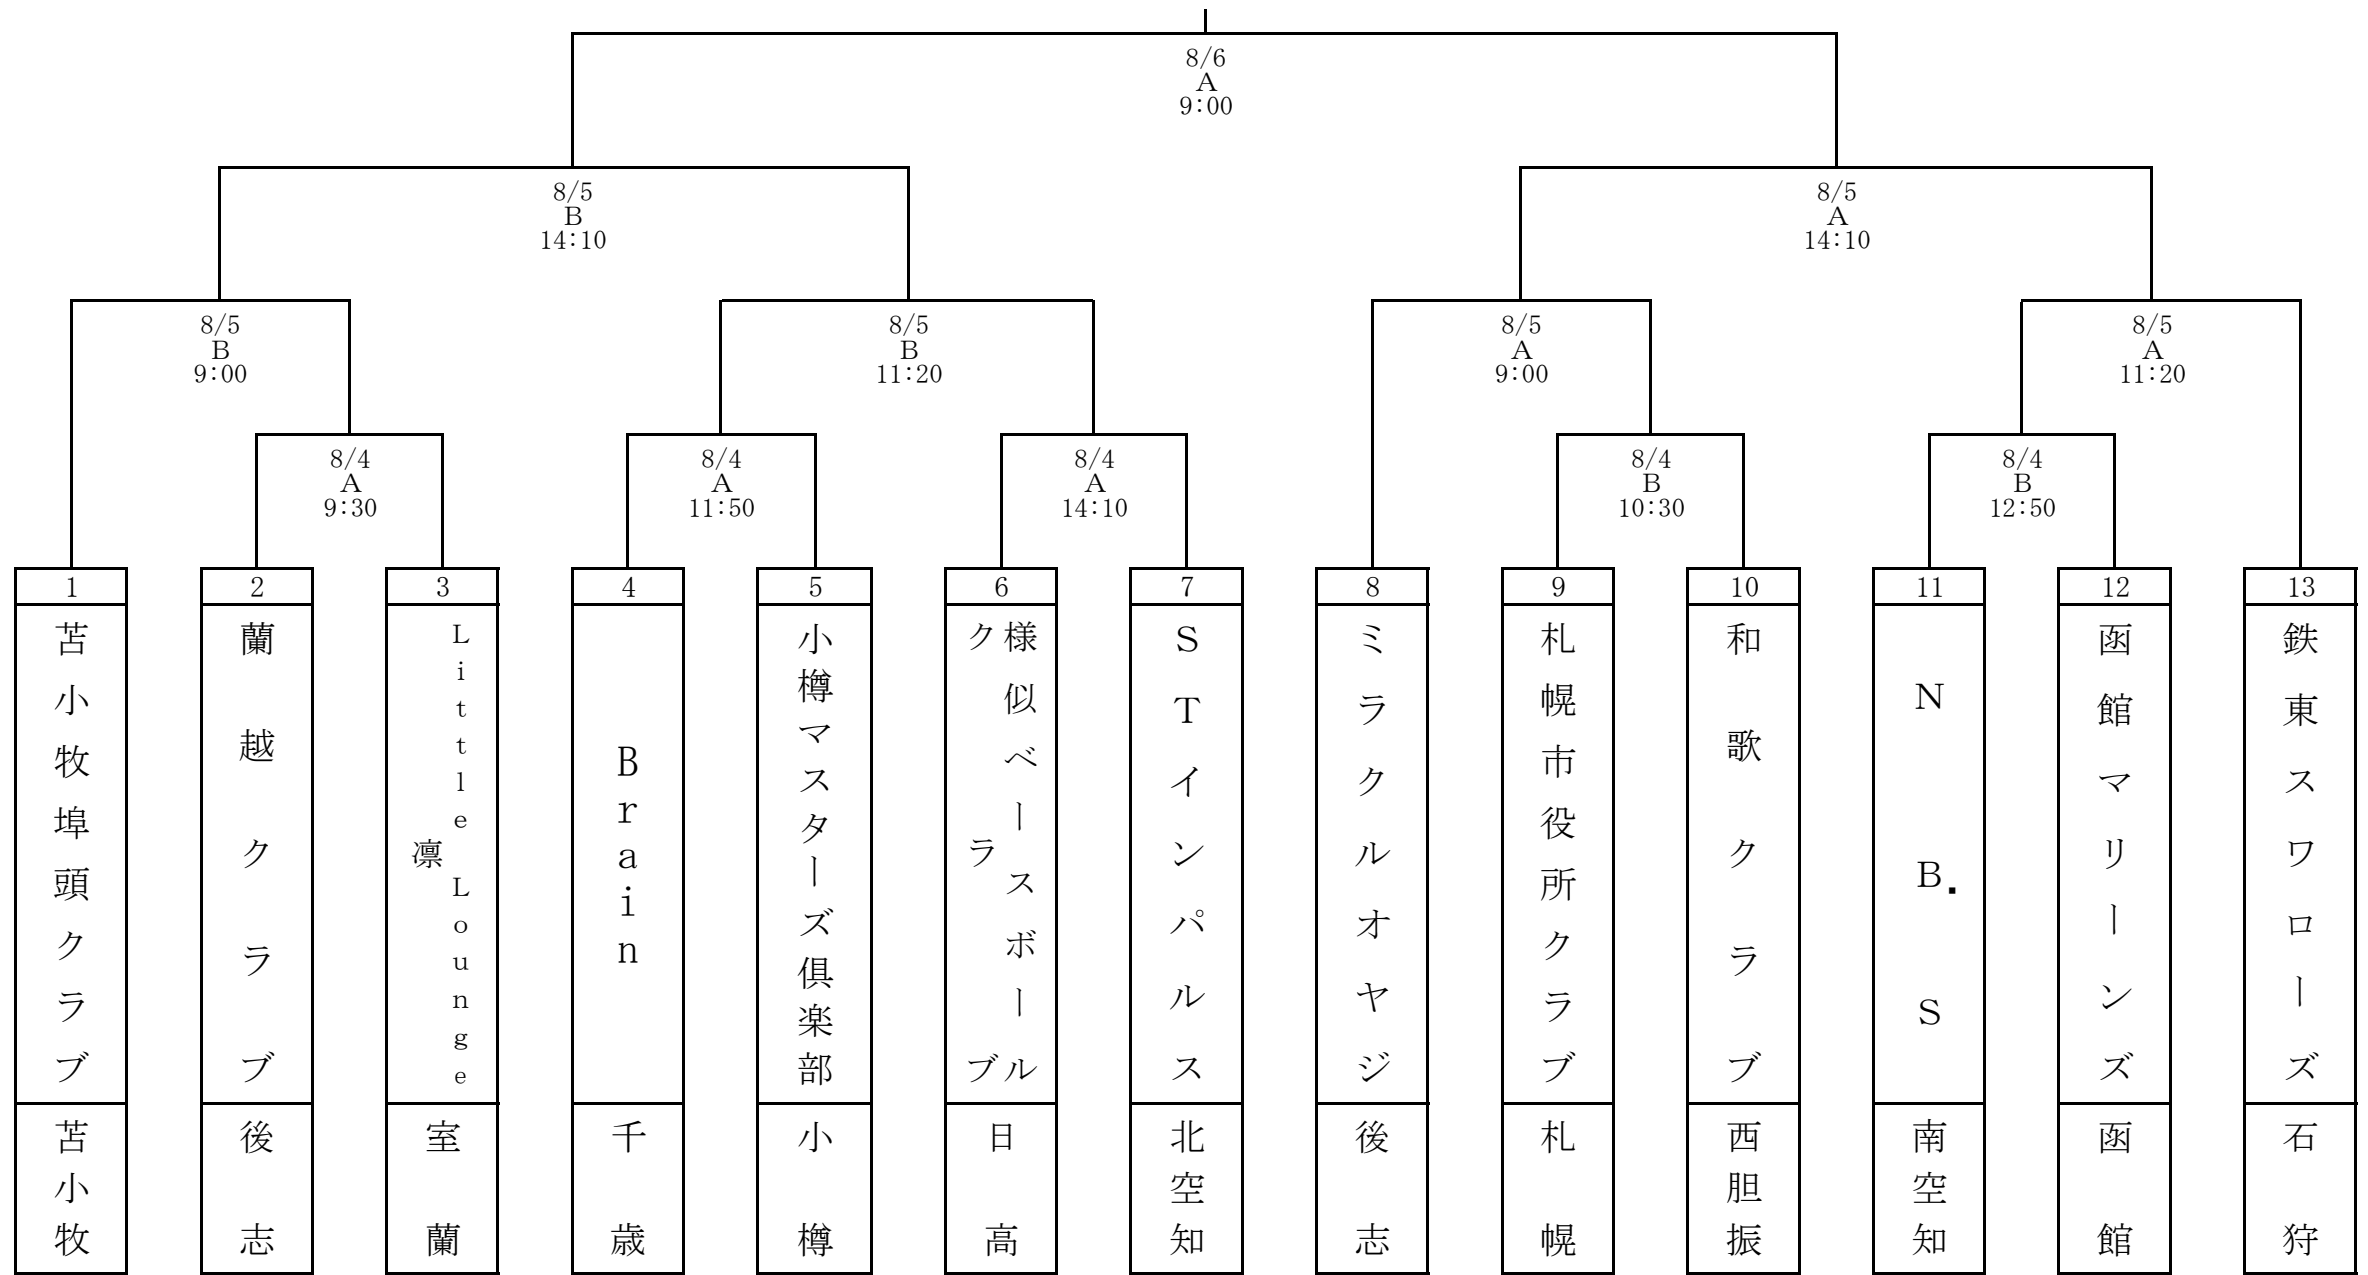 8/6
A
9:00
8/5
B
14:10
8/5
A
14:10
8/5
B
9:00
8/5
B
11:20
8/5
A
9:00
8/5
A
11:20
8/4
A
9:30
8/4
A
11:50
8/4
A
14:10
8/4
B
10:30
8/4
B
12:50
1
苫小牧埠頭クラブ
苫小牧
2
蘭越クラブ
後志
3
Little Lounge
凛
室蘭
4
Brain
千歳
5
小樽マスターズ倶楽部
小樽
6
様似ベースボール
クラブ
日高
7
STインパルス
北空知
8
ミラクルオヤジ
後志
9
札幌市役所クラブ
札幌
10
和歌クラブ
西胆振
11
NB.S
南空知
12
函館マリーンズ
函館
13
鉄東スワローズ
石狩